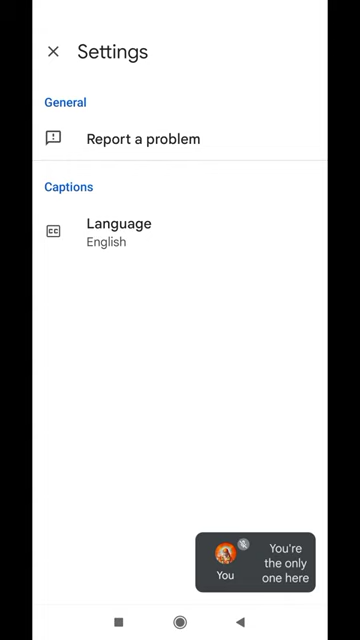 Settings
General
Report a problem
Captions
CC
Language
English
You're
the only
one here
You